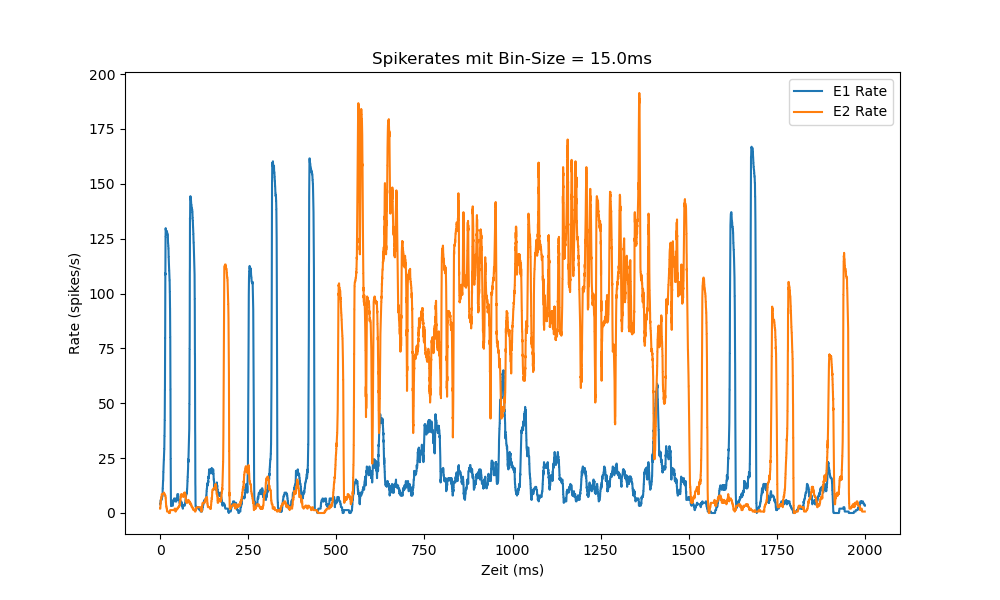 Spikerates mit Bin-Size = 15.0ms
E1 Rate
E2 Rate
Rate (spikes/s)
200
175
150
125
100
75
50
25
0
0 250 500 750 1000 1250 1500 1750 2000
Zeit (ms)